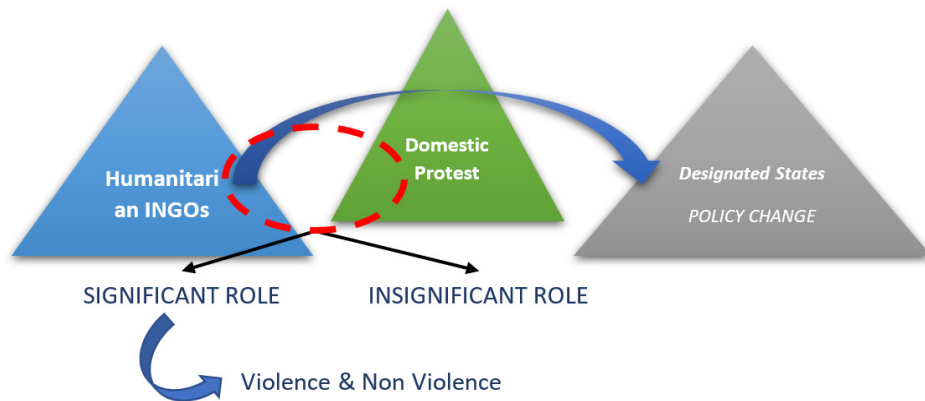 Humanitari
an INGOs
Domestic
Protest
Designated States
POLICY CHANGE
SIGNIFICANT ROLE
INSIGNIFICANT ROLE
Violence & Non Violence